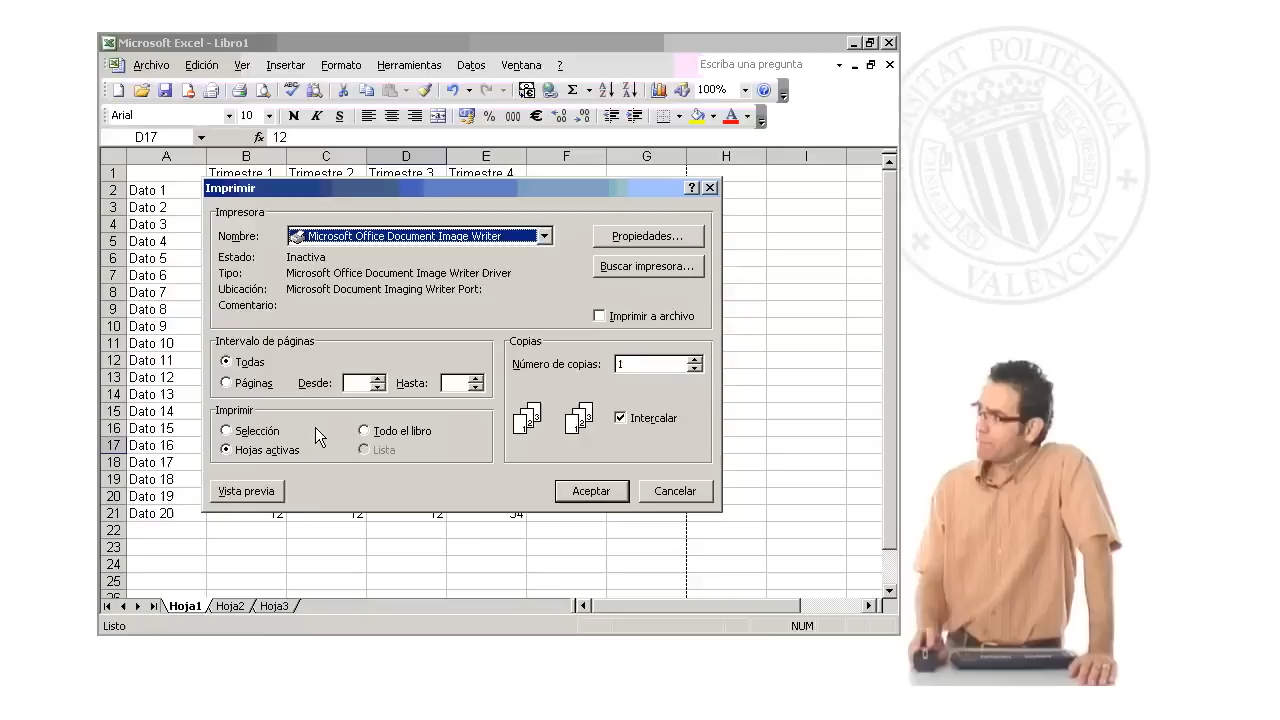 Microsoft Excel - Libro1
Archivo Edición Ver Insertar Formato Herramientas Datos Ventana ? Escriba una pregunta
100%
Arial 10 N K S % 000 €
D17 fx 12
A B C D E F G H I
1 Trimestre 1 Trimestre 2 Trimestre 3 Trimestre 4
2 Dato 1
3 Dato 2
4 Dato 3
5 Dato 4
6 Dato 5
7 Dato 6
8 Dato 7
9 Dato 8
10 Dato 9
11 Dato 10
12 Dato 11
13 Dato 12
14 Dato 13
15 Dato 14
16 Dato 15
17 Dato 16
18 Dato 17
19 Dato 18
20 Dato 19
21 Dato 20 12 12 12 34
22
23
24
25
Imprimir
Impresora
Nombre: Microsoft Office Document Image Writer Propiedades...
Estado: Inactiva Buscar impresora...
Tipo: Microsoft Office Document Image Writer Driver
Ubicación: Microsoft Document Imaging Writer Port:
Comentario: Imprimir a archivo
Intervalo de páginas
Todas
Páginas Desde: Hasta:
Copias
Número de copias: 1
Intercalar
Imprimir
Selección Todo el libro
Hojas activas Lista
Vista previa Aceptar Cancelar
Hoja1 Hoja2 Hoja3
Listo NUM
POLITECNICA
VALENCIA